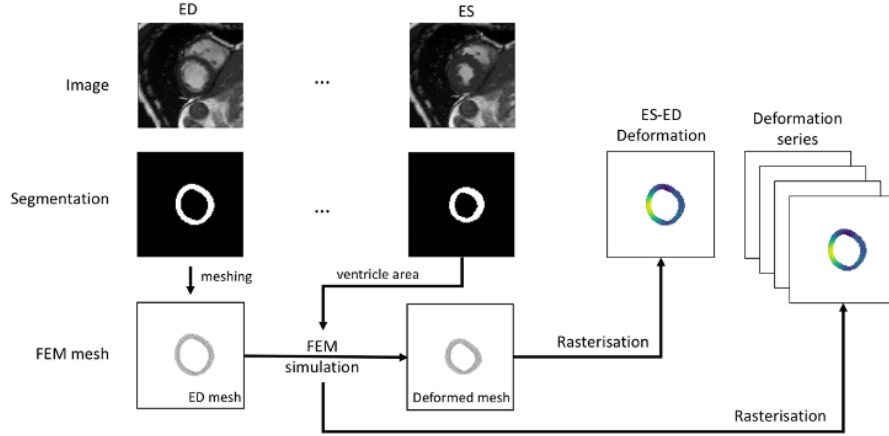 ED
ES
Image
...
ES-ED
Deformation
Deformation
series
Segmentation
...
meshing
ventricle area
FEM mesh
FEM
simulation
Rasterisation
ED mesh
Deformed mesh
Rasterisation